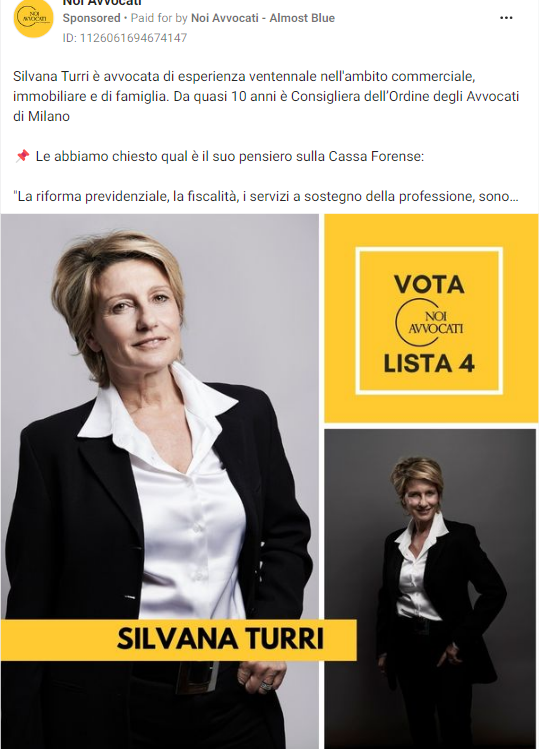 Noi Avvocati
Sponsored • Paid for by Noi Avvocati - Almost Blue
ID: 1126061694674147
Silvana Turri è avvocata di esperienza ventennale nell'ambito commerciale,
immobiliare e di famiglia. Da quasi 10 anni è Consigliera dell'Ordine degli Avvocati
di Milano
📌 Le abbiamo chiesto qual è il suo pensiero sulla Cassa Forense:
"La riforma previdenziale, la fiscalità, i servizi a sostegno della professione, sono...
VOTA
NOI
AVVOCATI
LISTA 4
SILVANA TURRI